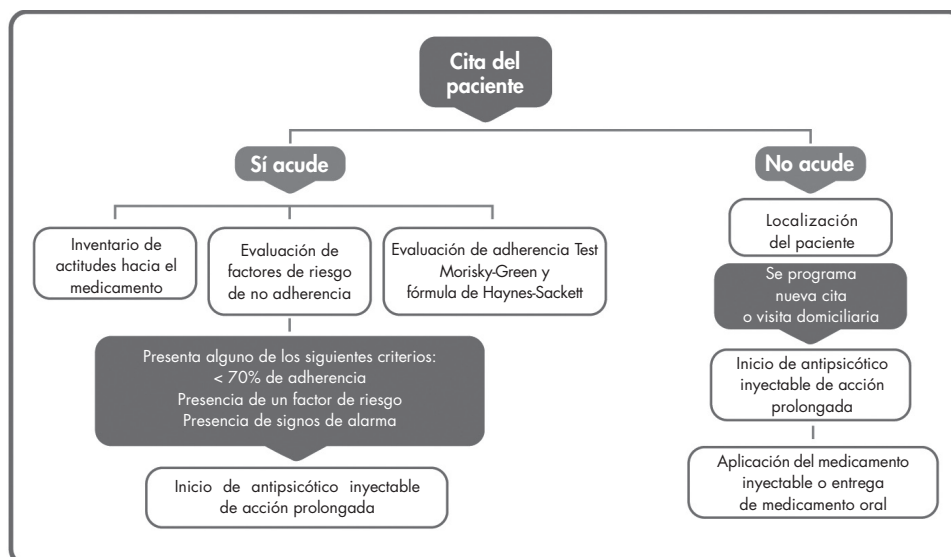 Cita del
paciente
Sí acude
No acude
Inventario de
actitudes hacia el
medicamento
Evaluación de
factores de riesgo
de no adherencia
Evaluación de adherencia Test
Morisky-Green y
fórmula de Haynes-Sackett
Presenta alguno de los siguientes criterios:
< 70% de adherencia
Presencia de un factor de riesgo
Presencia de signos de alarma
Inicio de antipsicótico inyectable
de acción prolongada
Localización
del paciente
Se programa
nueva cita
o visita domiciliaria
Inicio de antipsicótico
inyectable de acción
prolongada
Aplicación del medicamento
inyectable o entrega
de medicamento oral